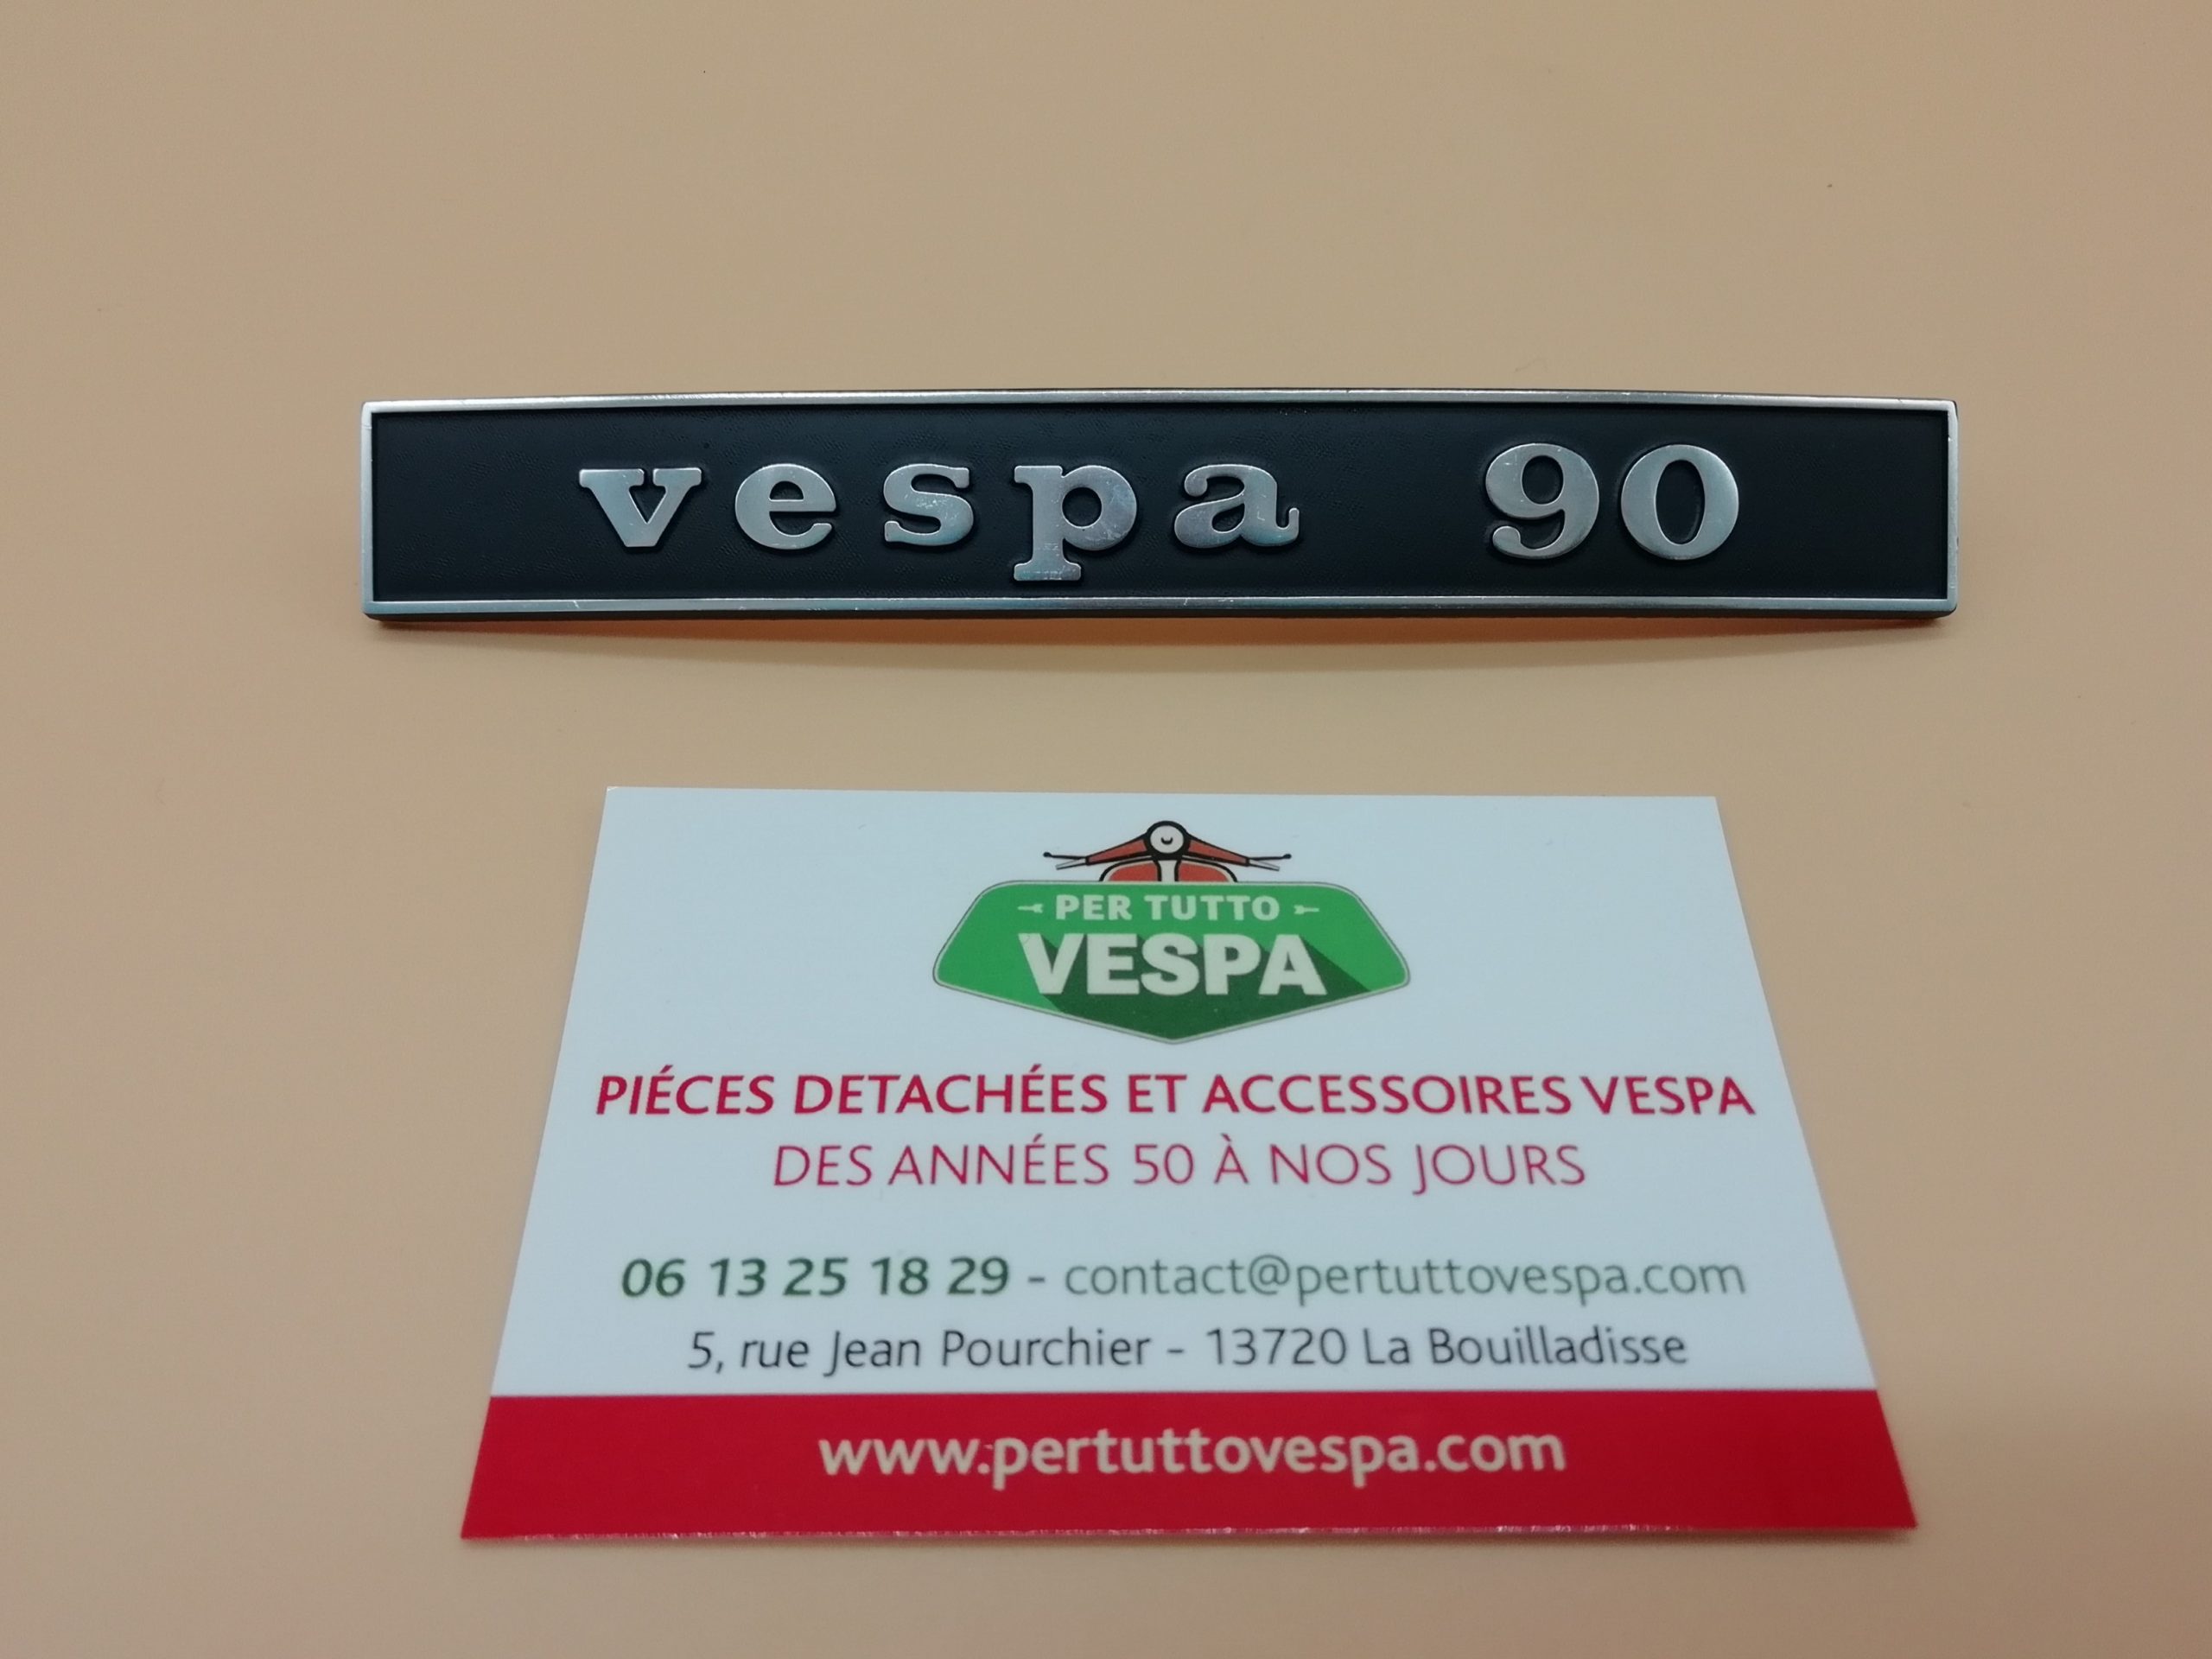 vespa 90
PER TUTTO
VESPA
PIÉCES DETACHÉES ET ACCESSOIRES VESPA
DES ANNÉES 50 À NOS JOURS
06 13 25 18 29 - contact@pertuttovespa.com
5, rue Jean Pourchier - 13720 La Bouilladisse
www.pertuttovespa.com